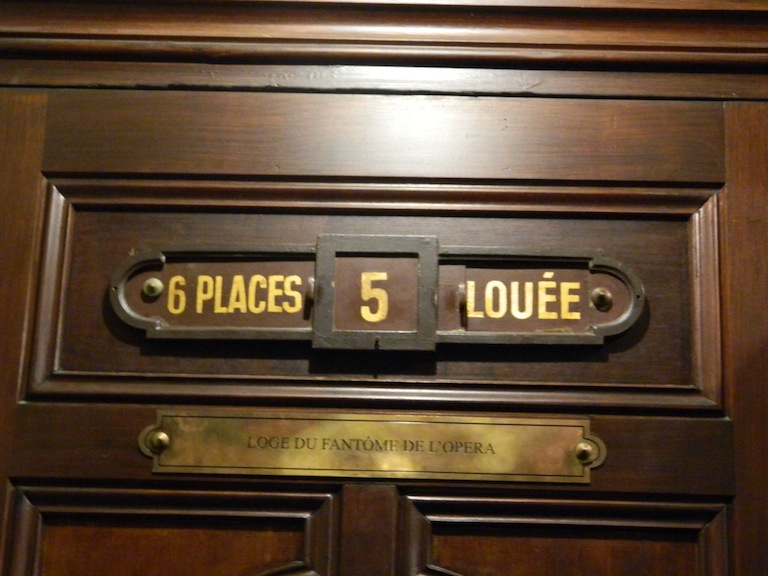 6 PLACES 5 LOUÉE
LOGE DU FANTÔME DE L'OPERA